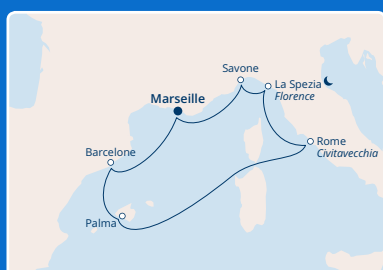 Savone
La Spezia
Florence
Marseille
Rome
Civitavecchia
Barcelone
Palma